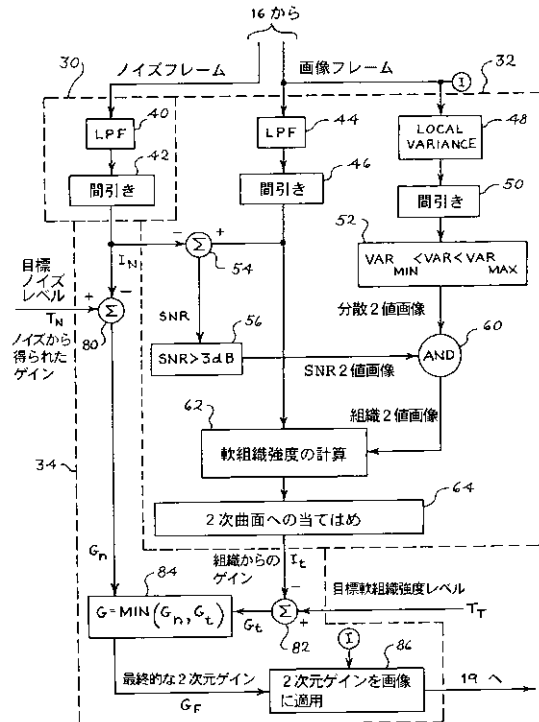 16から
ノイズフレーム
画像フレーム
30
32
I
40
LPF
44
LPF
48
LOCAL VARIANCE
42
間引き
46
間引き
50
間引き
52
VAR MIN <VAR<VAR MAX
I_N
−
+
Σ
54
目標
ノイズ
レベル
T_N
+
−
Σ
80
ノイズから
得られた
ゲイン
SNR
56
SNR>3dB
分散2値画像
60
AND
SNR2値画像
組織2値画像
62
軟組織強度の計算
34
64
2次曲面への当てはめ
組織からの
ゲイン
I_t
−
G_n
84
G=MIN(G_n,G_t)
G_t
Σ
+
82
目標軟組織強度レベル
T_T
I
86
最終的な2次元ゲイン
G_F
2次元ゲインを画像
に適用
19へ